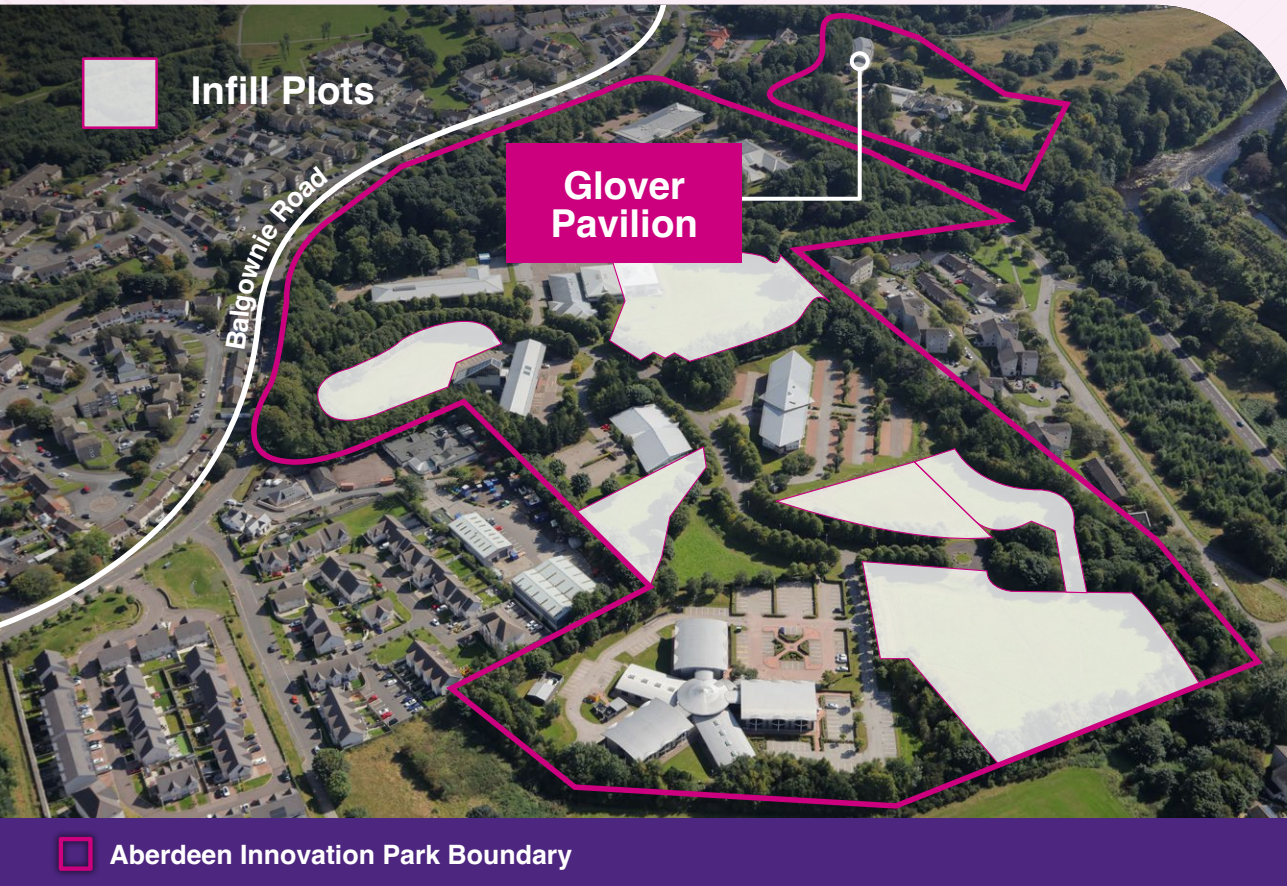 Infill Plots
Balgownie Road
Glover
Pavilion
Aberdeen Innovation Park Boundary